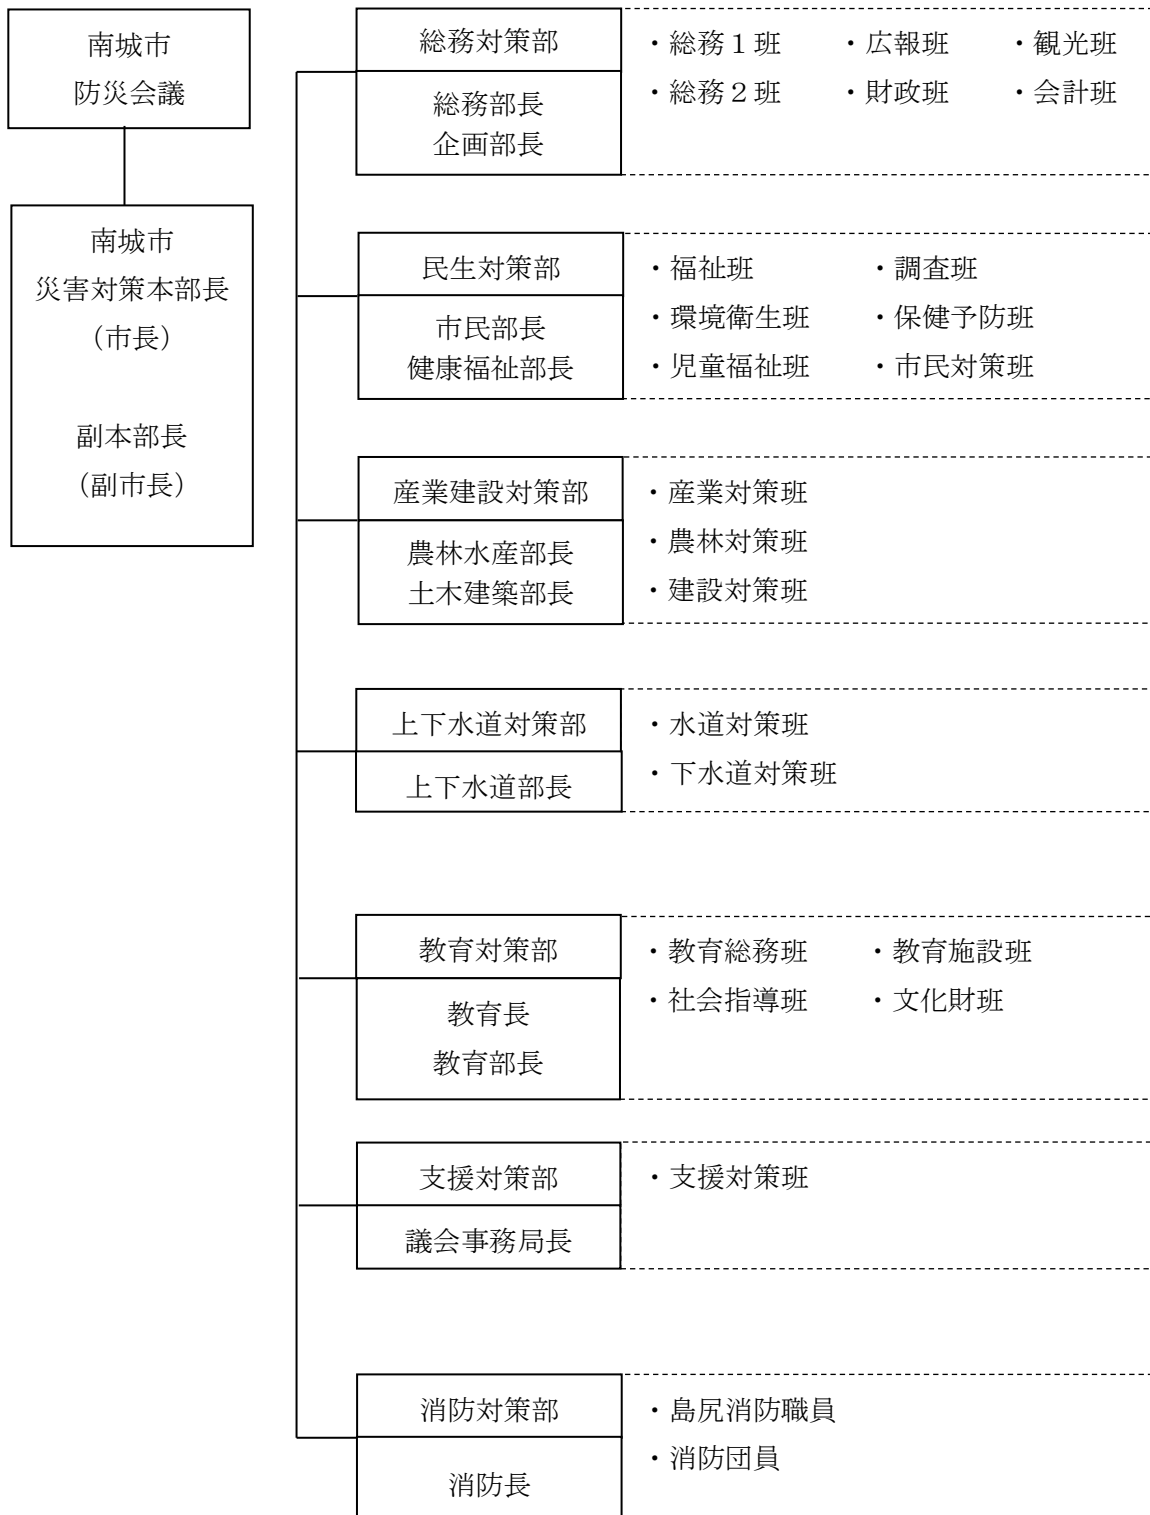 南城市
防災会議
南城市
災害対策本部長
（市長）
副本部長
（副市長）
総務対策部
総務部長
企画部長
・総務１班 ・広報班 ・観光班
・総務２班 ・財政班 ・会計班
民生対策部
市民部長
健康福祉部長
・福祉班 ・調査班
・環境衛生班 ・保健予防班
・児童福祉班 ・市民対策班
産業建設対策部
農林水産部長
土木建築部長
・産業対策班
・農林対策班
・建設対策班
上下水道対策部
上下水道部長
・水道対策班
・下水道対策班
教育対策部
教育長
教育部長
・教育総務班 ・教育施設班
・社会指導班 ・文化財班
支援対策部
議会事務局長
・支援対策班
消防対策部
消防長
・島尻消防職員
・消防団員